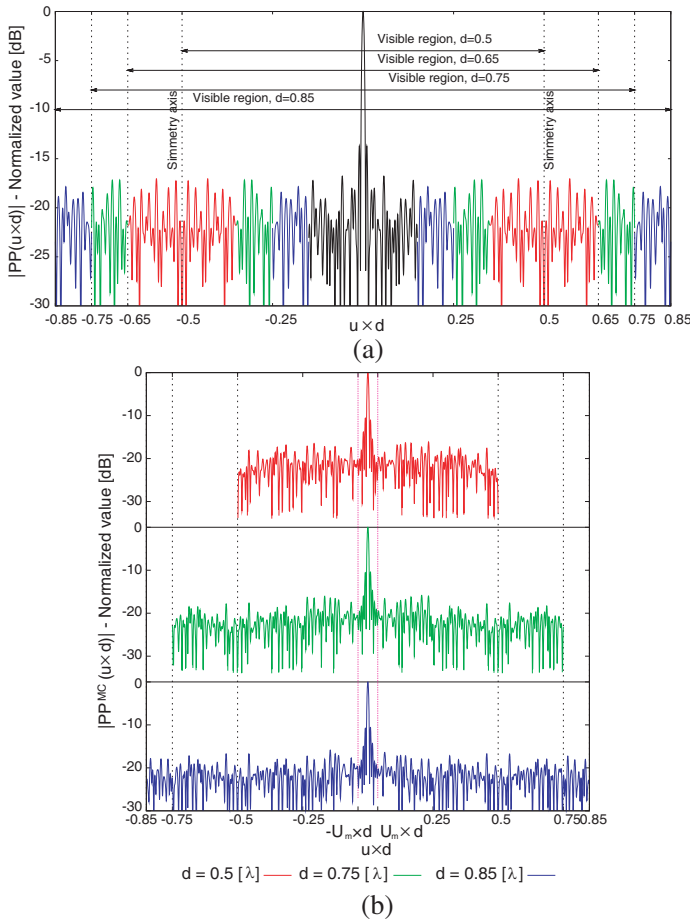 |PP(u×d)| - Normalized value [dB]
0
-5
-10
-15
-20
-25
-30
Visible region, d=0.5
Visible region, d=0.65
Visible region, d=0.75
Visible region, d=0.85
Simmetry axis
Simmetry axis
-0.85 -0.75 -0.65 -0.5 -0.25 0.25 0.5 0.65 0.75 0.85
u×d
(a)
|PP^MC (u×d)| - Normalized value [dB]
0
-10
-20
-30
0
-10
-20
-30
0
-10
-20
-30
-0.85 -0.75 -0.5 -U_m×d U_m×d 0.25 0.5 0.75 0.85
u×d
d = 0.5 [λ] d = 0.75 [λ] d = 0.85 [λ]
(b)